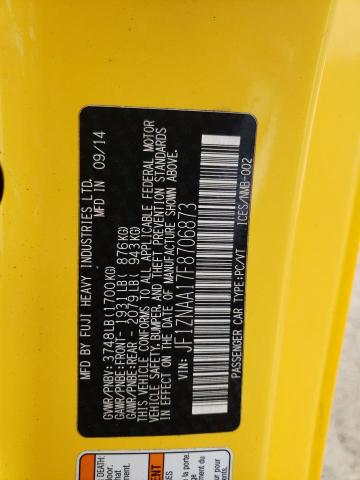 MFD BY FUJI HEAVY INDUSTRIES LTD.
MFD IN 09/14
GVWR/PNBV: 3748LB(1700KG)
GAWR/PNBE:FRONT- 1931LB( 876KG)
GAWR/PNBE:REAR - 2079LB( 943KG)
THIS VEHICLE CONFORMS TO ALL APPLICABLE FEDERAL MOTOR
VEHICLE SAFETY,BUMPER, AND THEFT PREVENTION STANDARDS
IN EFFECT ON THE DATE OF MANUFACTURE SHOWN ABOVE.
VIN: JF1ZNAA17F8706873
PASSENGER CAR/VEHICULE TYPE:PC/VT ICES/NMB-002
DEATH